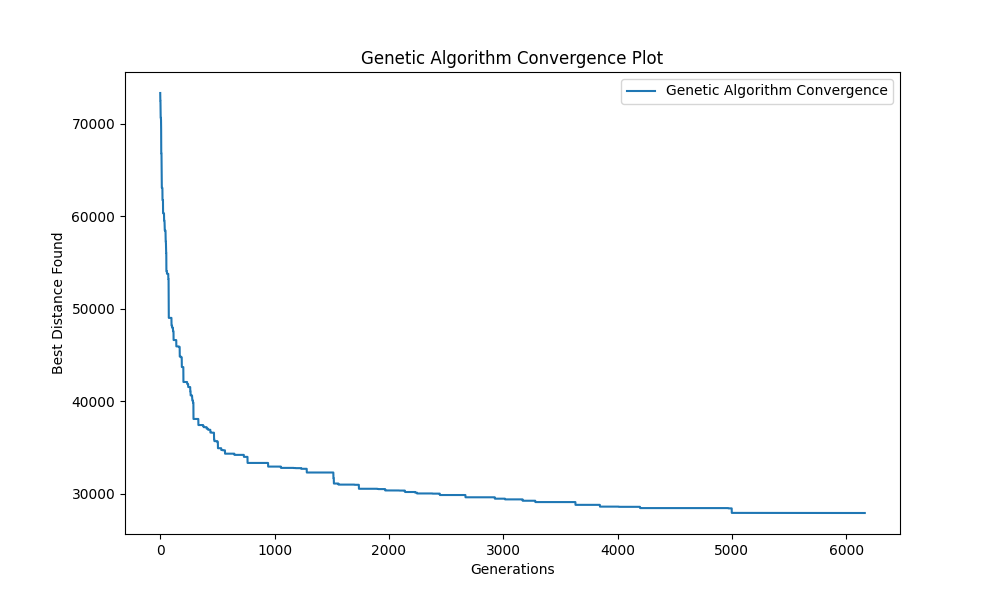 Genetic Algorithm Convergence Plot
Genetic Algorithm Convergence
70000
60000
50000
40000
30000
Best Distance Found
0 1000 2000 3000 4000 5000 6000
Generations